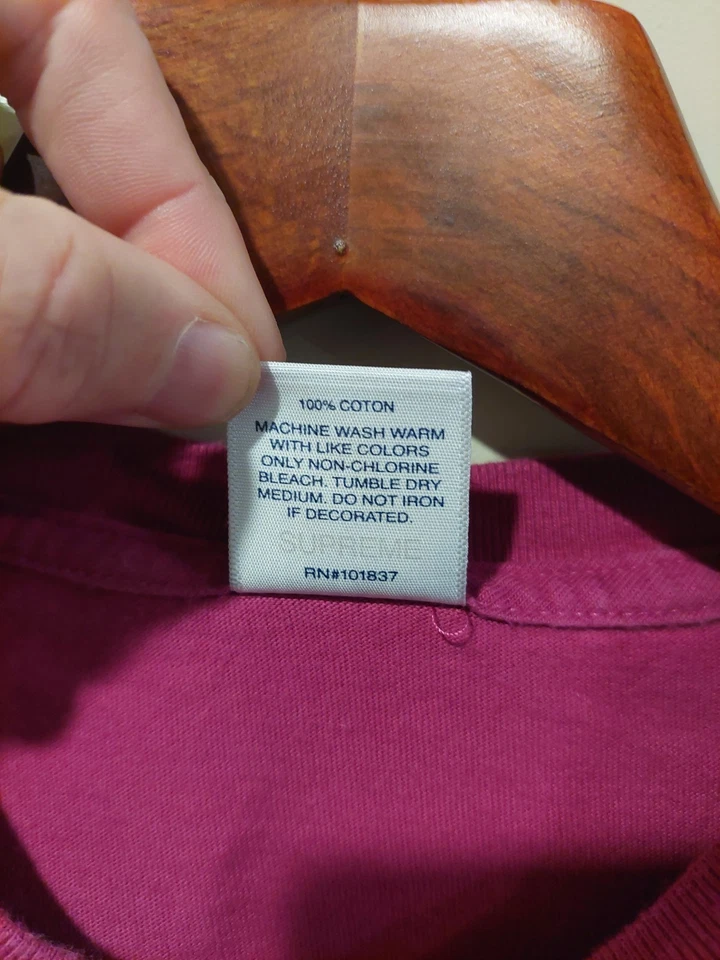 100% COTON
MACHINE WASH WARM
WITH LIKE COLORS
ONLY NON-CHLORINE
BLEACH. TUMBLE DRY
MEDIUM. DO NOT IRON
IF DECORATED.
SUPREME
RN#101837